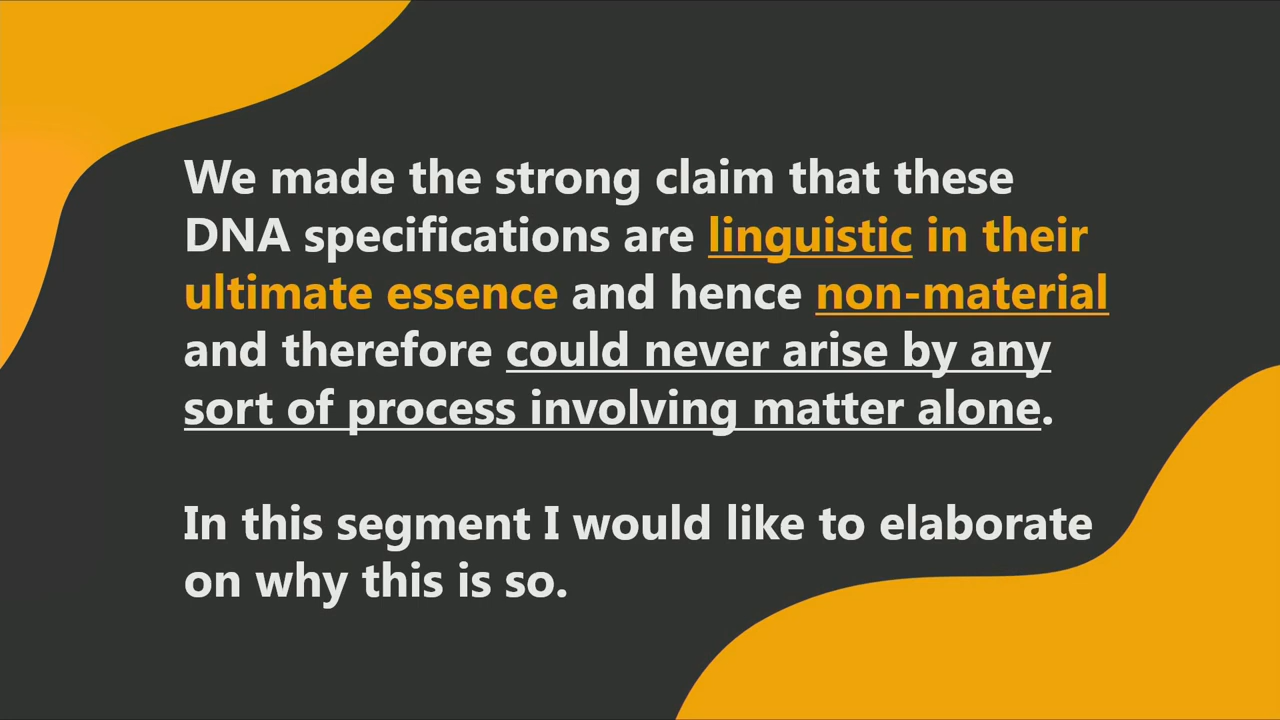 We made the strong claim that these
DNA specifications are linguistic in their
ultimate essence and hence non-material
and therefore could never arise by any
sort of process involving matter alone.
In this segment I would like to elaborate
on why this is so.